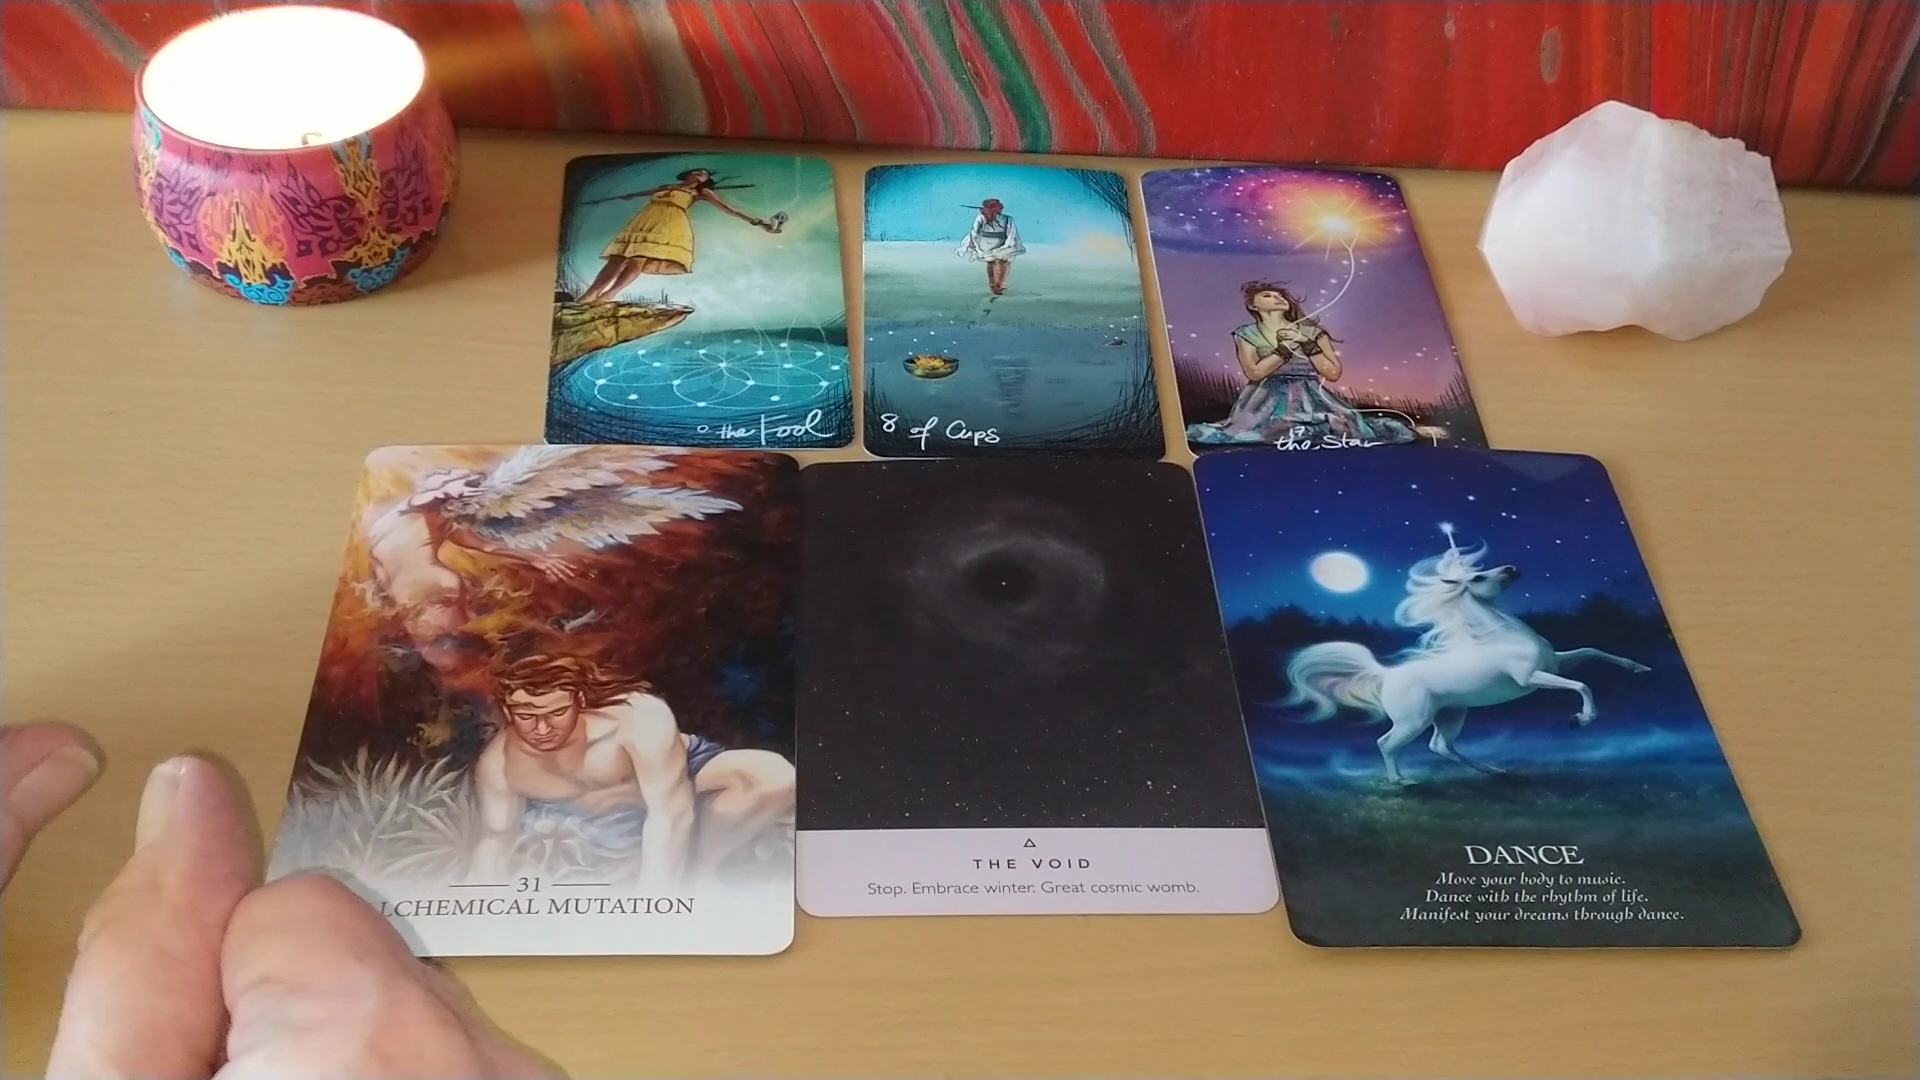 0 the Fool
8 of Cups
17
the Star
31
LCHEMICAL MUTATION
THE VOID
Stop. Embrace winter. Great cosmic womb.
DANCE
Move your body to music.
Dance with the rhythm of life.
Manifest your dreams through dance.